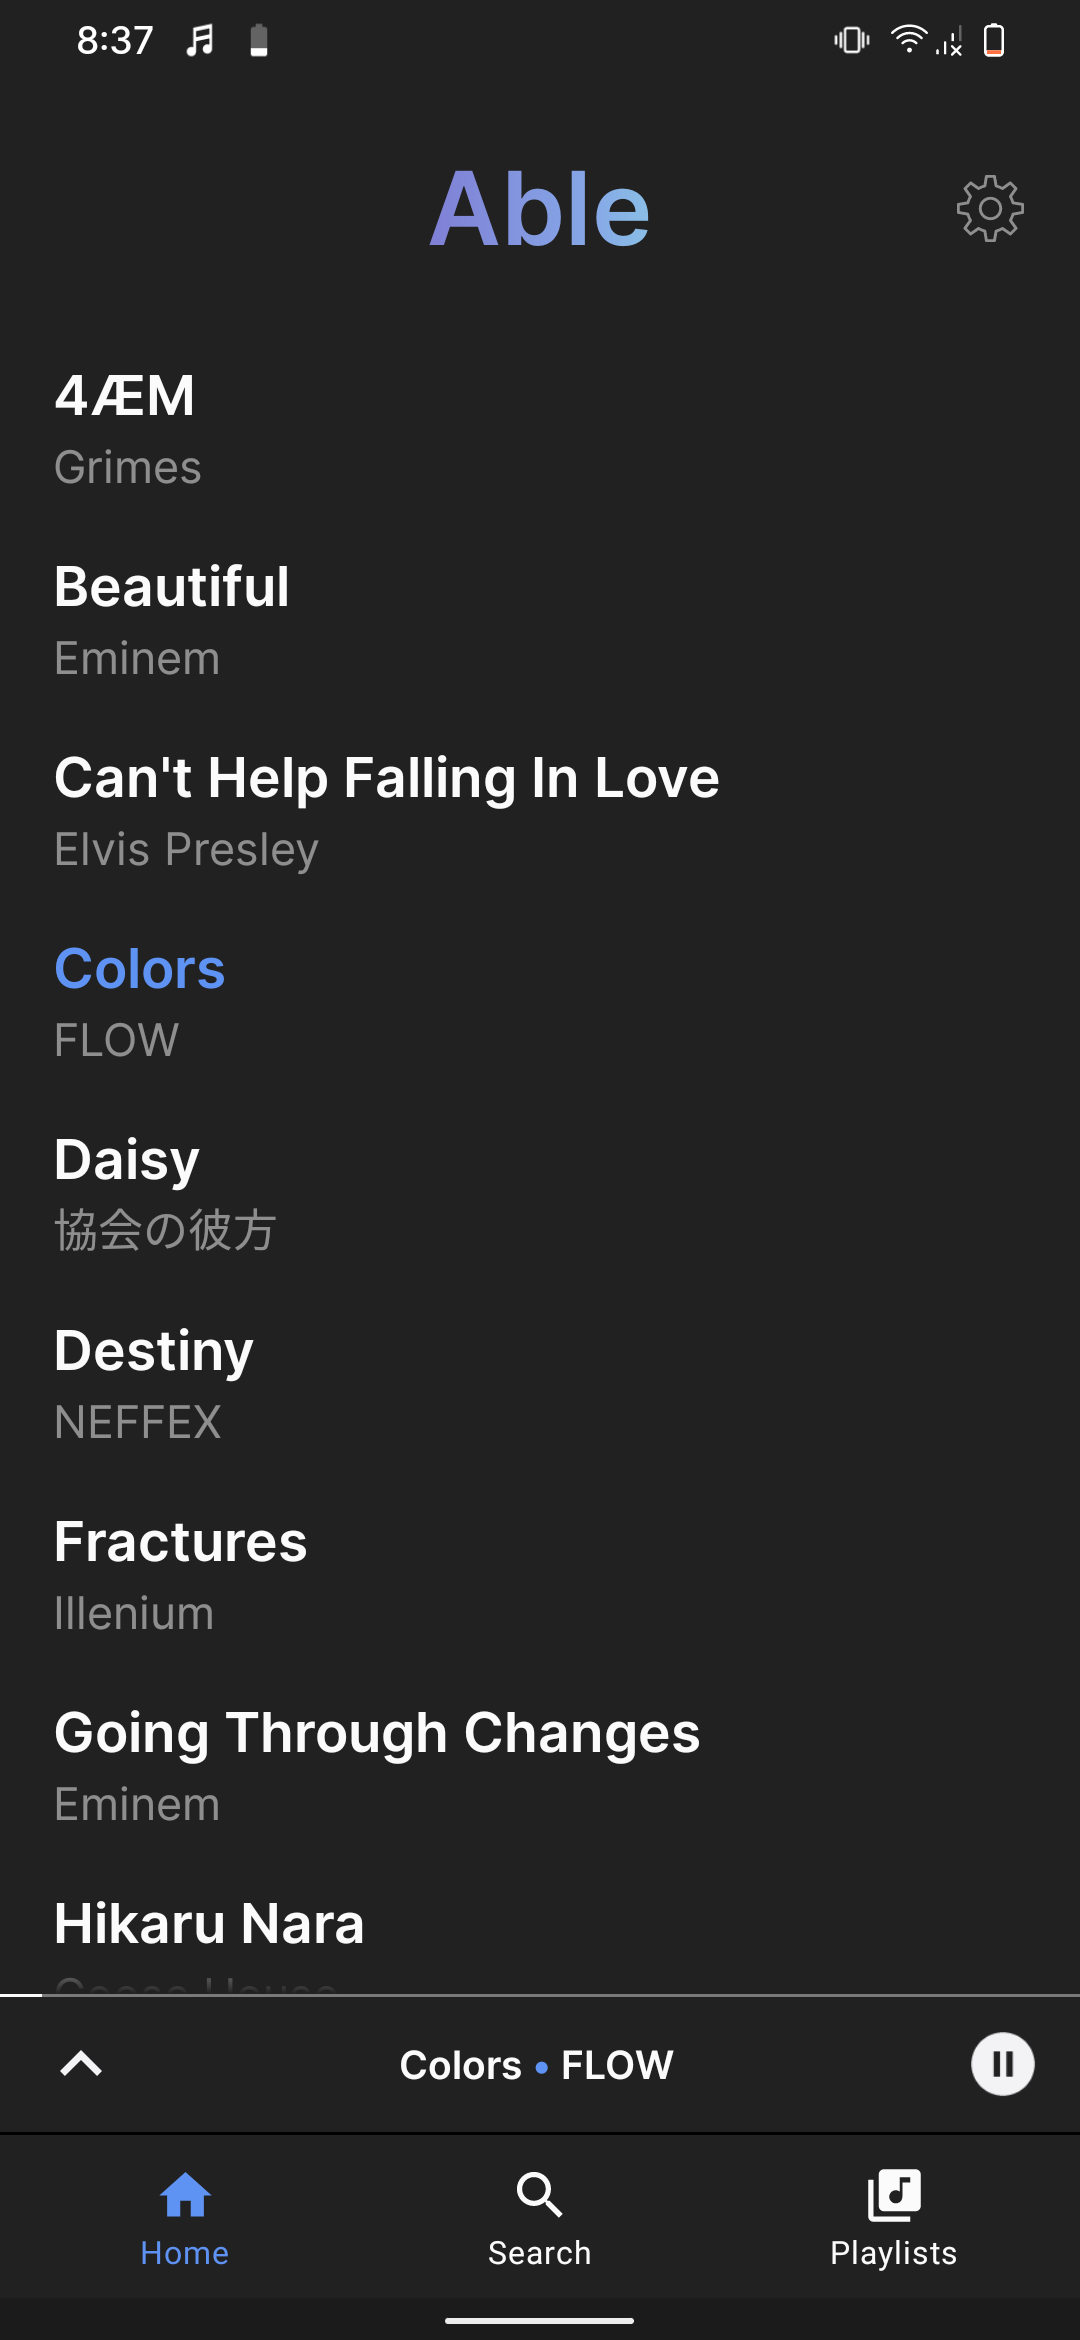 8:37
Able
4ÆM
Grimes
Beautiful
Eminem
Can't Help Falling In Love
Elvis Presley
Colors
FLOW
Daisy
協会の彼方
Destiny
NEFFEX
Fractures
Illenium
Going Through Changes
Eminem
Hikaru Nara
Colors • FLOW
Home
Search
Playlists